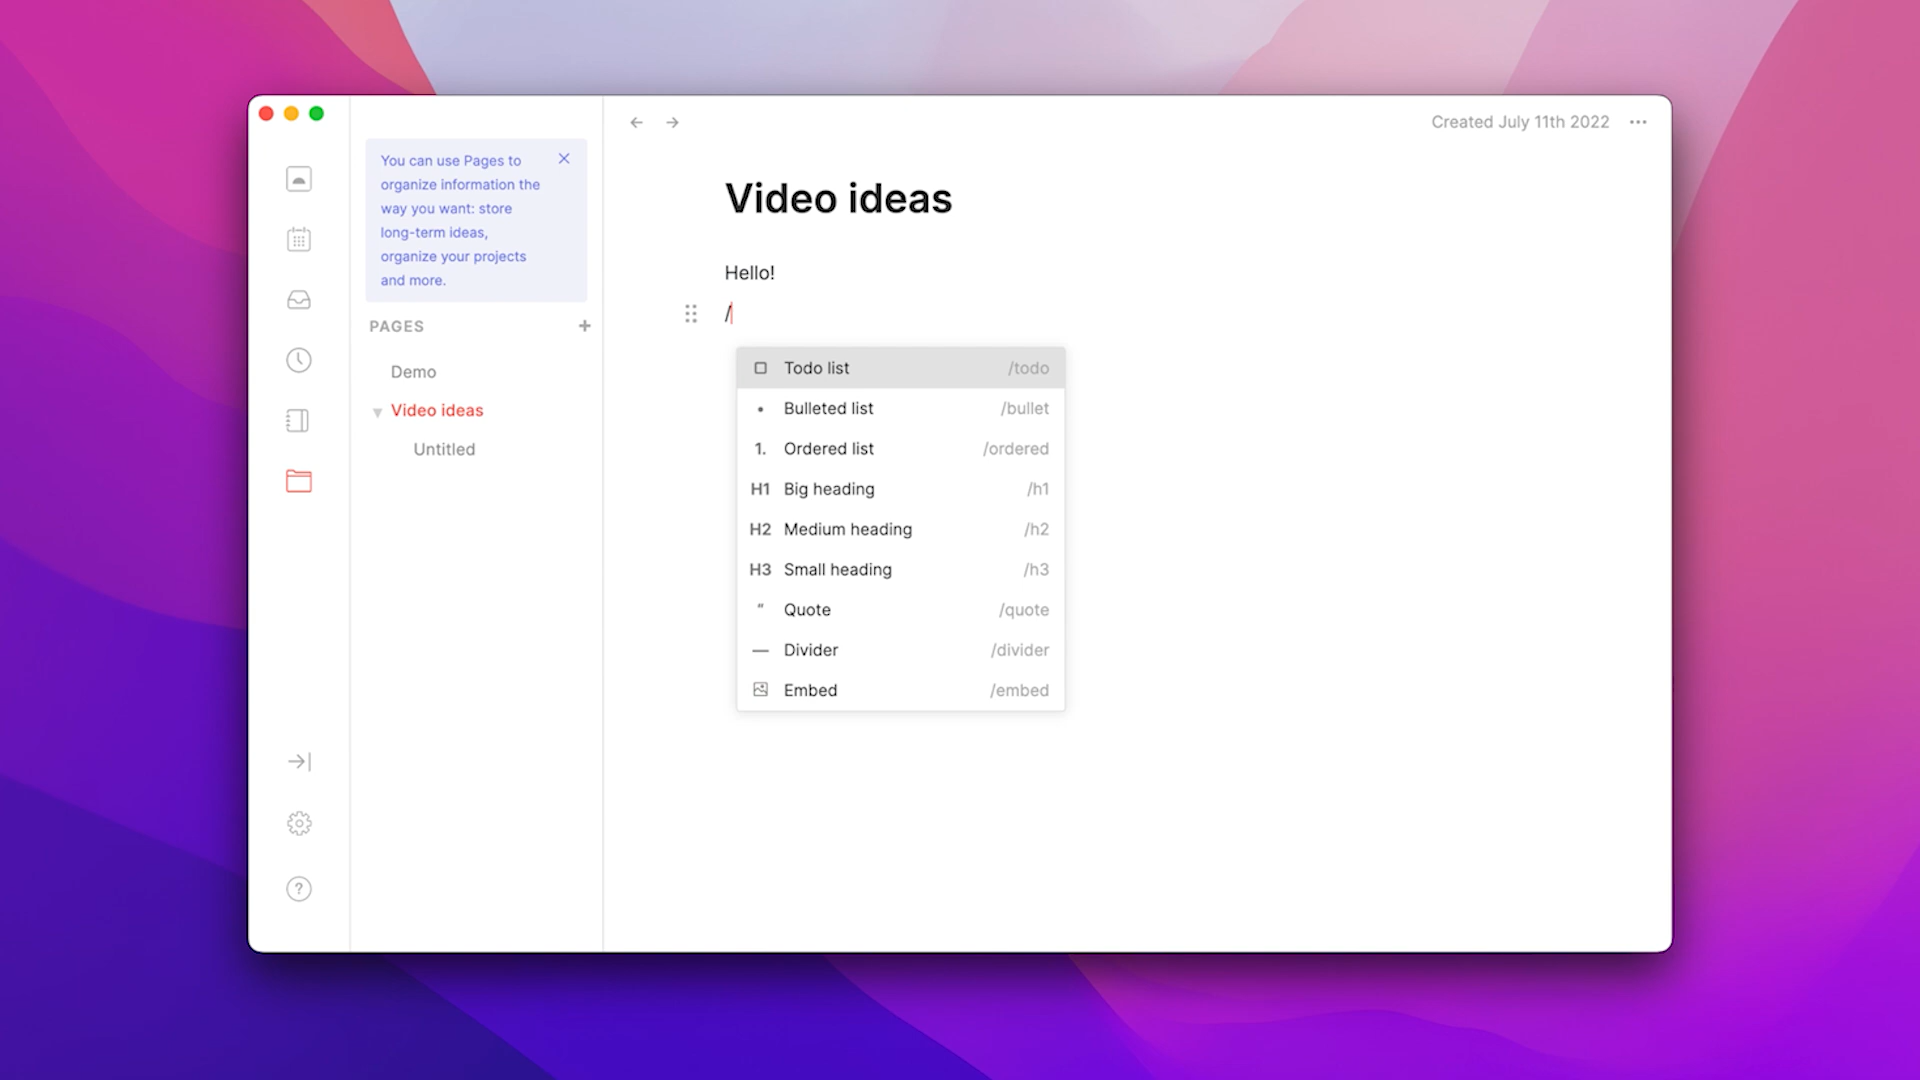 You can use Pages to
organize information the
way you want: store
long-term ideas,
organize your projects
and more.
PAGES
Demo
Video ideas
Untitled
Created July 11th 2022
Video ideas
Hello!
/
Todo list /todo
• Bulleted list /bullet
1. Ordered list /ordered
H1 Big heading /h1
H2 Medium heading /h2
H3 Small heading /h3
" Quote /quote
— Divider /divider
Embed /embed